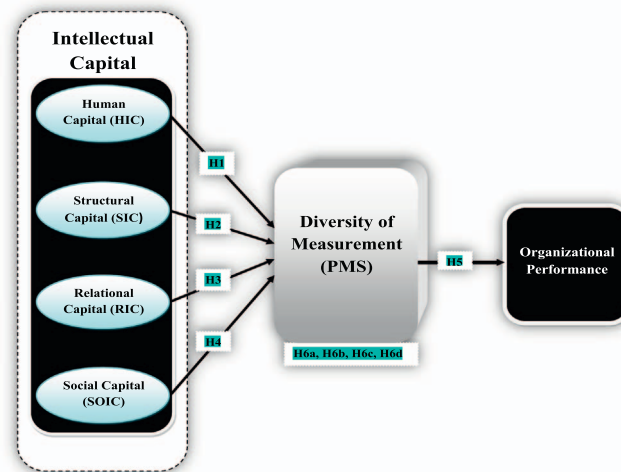 Intellectual
Capital
Human
Capital (HIC)
Structural
Capital (SIC)
Relational
Capital (RIC)
Social Capital
(SOIC)
H1
H2
H3
H4
Diversity of
Measurement
(PMS)
H6a, H6b, H6c, H6d
H5
Organizational
Performance